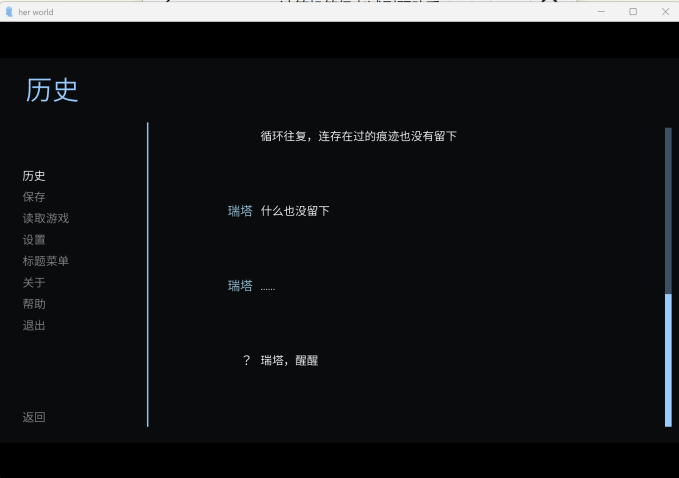 her world
历史
循环往复，连存在过的痕迹也没有留下
历史
保存
瑞塔 什么也没留下
读取游戏
设置
标题菜单
瑞塔 ......
关于
帮助
退出
？ 瑞塔，醒醒
返回